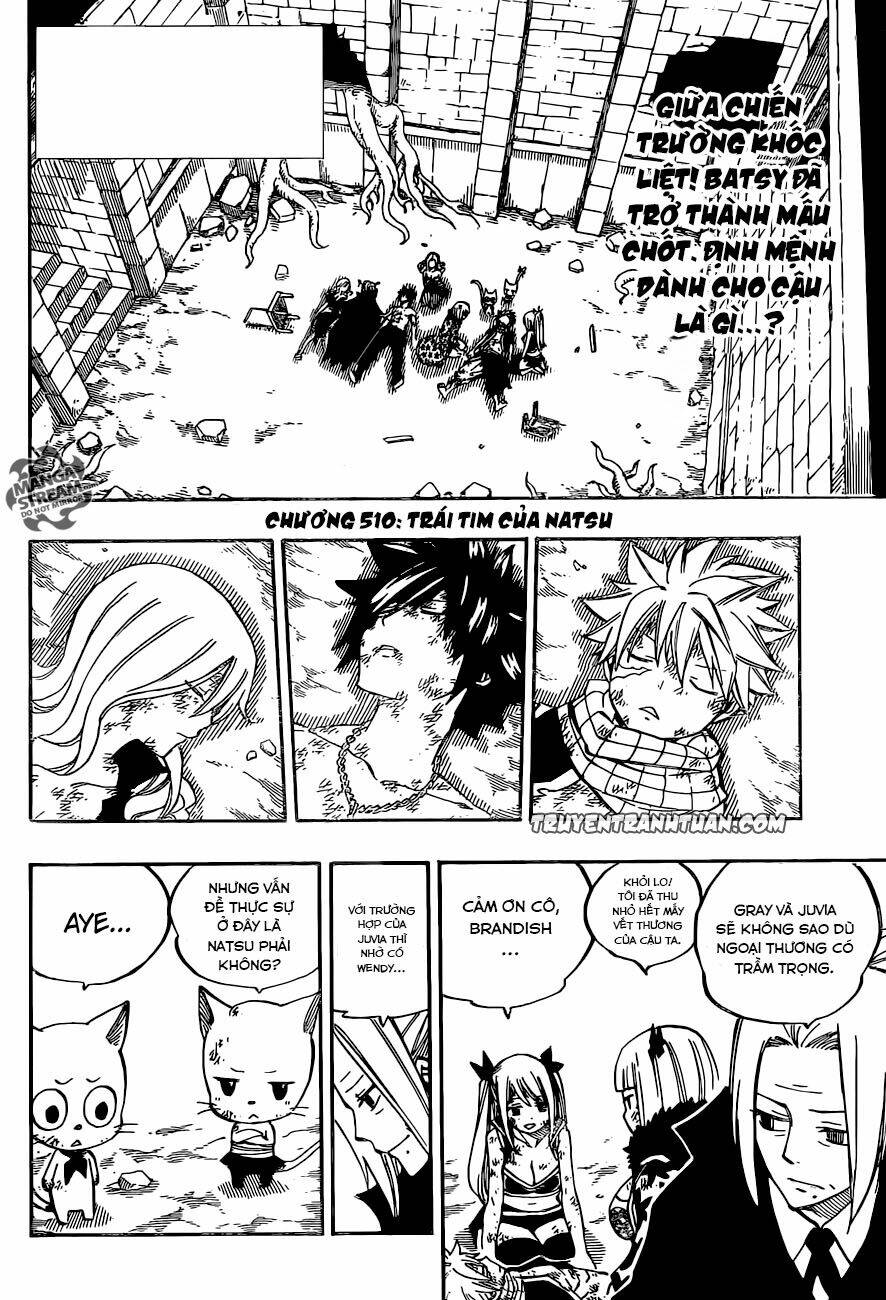 GIỮA CHIẾN
TRƯỜNG KHỐC
LIỆT! BATSY ĐÃ
TRỞ THÀNH MẤU
CHỐT. ĐỊNH MỆNH
DÀNH CHO CẬU
LÀ GÌ...?
MANGA
STREAM.com
DO NOT MIRROR
CHƯƠNG 510: TRÁI TIM CỦA NATSU
TRUYENTRANHTUAN.COM
GRAY VÀ JUVIA
SẼ KHÔNG SAO DÙ
NGOẠI THƯƠNG CÓ
TRẦM TRỌNG.
KHỎI LO!
TÔI ĐÃ THU
NHỎ HẾT MẤY
VẾT THƯƠNG
CỦA CẬU TA.
CẢM ƠN CÔ,
BRANDISH
...
VỚI TRƯỜNG
HỢP CỦA
JUVIA THÌ
NHỜ CÓ
WENDY...
NHƯNG VẤN
ĐỀ THỰC SỰ
Ở ĐÂY LÀ
NATSU PHẢI
KHÔNG?
AYE...